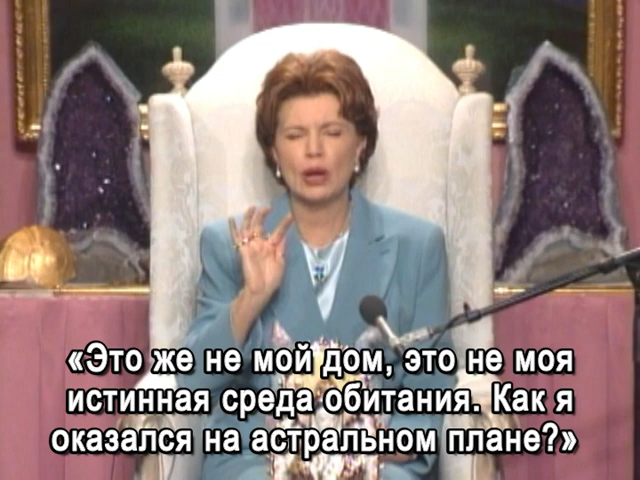 «Это же не мой дом, это не моя
истинная среда обитания. Как я
оказался на астральном плане?»